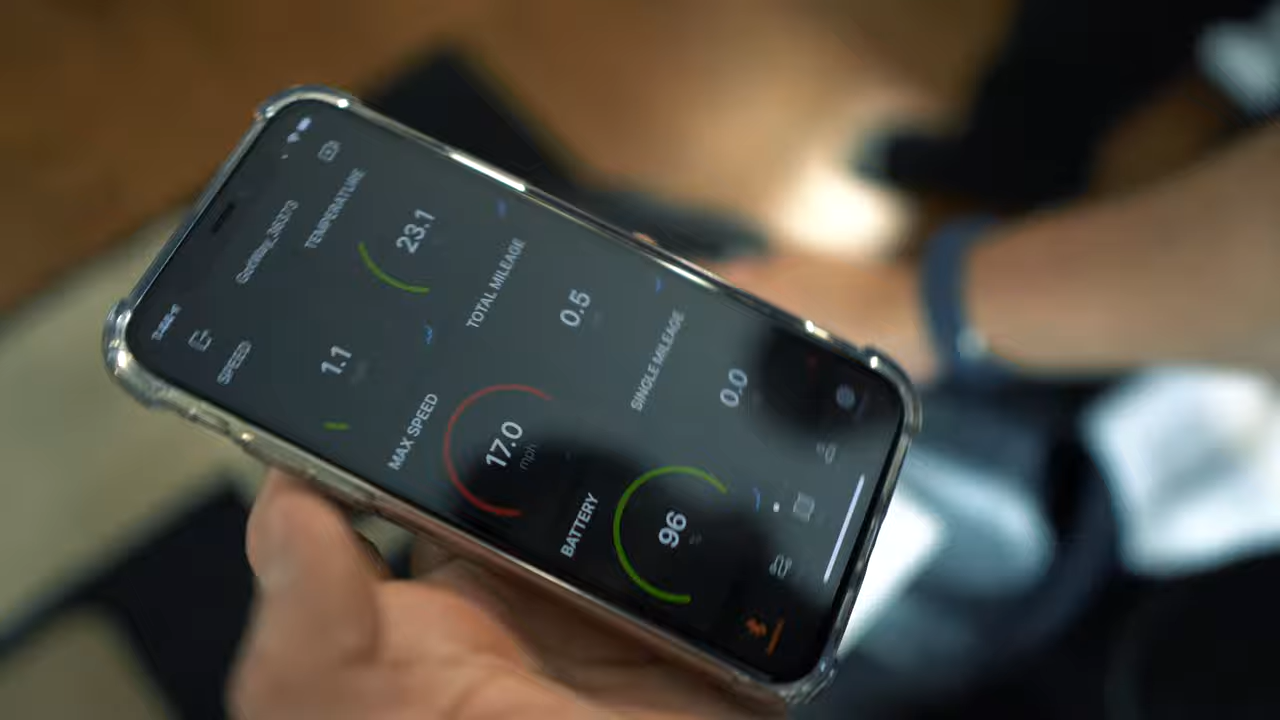 SPEED
TEMPERATURE
1.1
23.1
MAX SPEED
TOTAL MILEAGE
17.0
mph
0.5
BATTERY
SINGLE MILEAGE
96
0.0